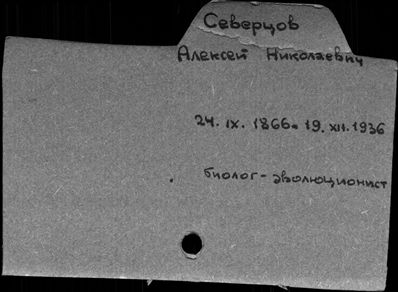 Северцов
Алексей Николаевич
24. IX. 1866. 19. XII. 1936
биолог-эволюционист